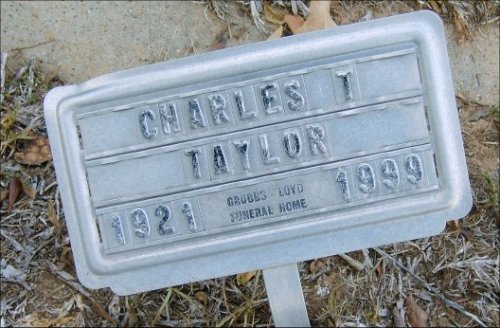 CHARLES T
TAYLOR
1921 GRUBBS - LOYD 1999
FUNERAL HOME